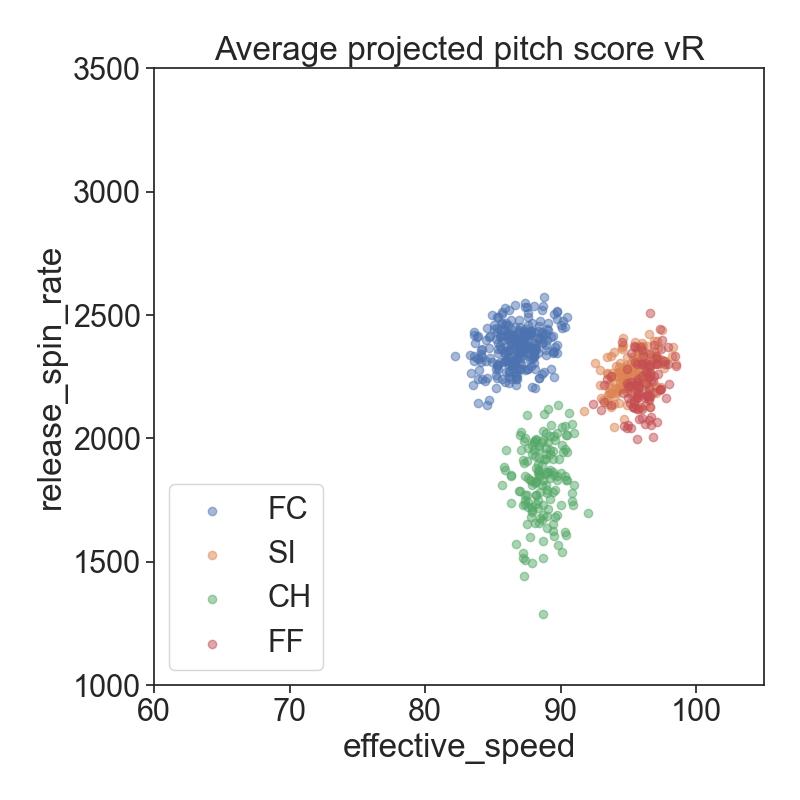 Average projected pitch score vR
3500
3000
2500
2000
1500
1000
release_spin_rate
FC
SI
CH
FF
60
70
80
90
100
effective_speed